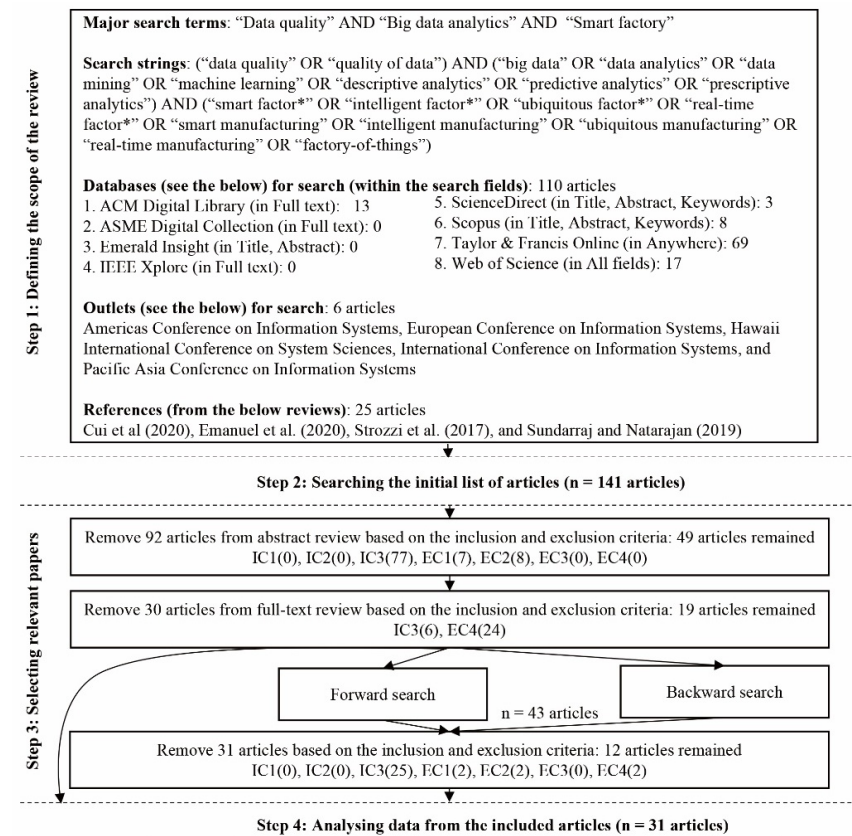 Step 1: Defining the scope of the review
Major search terms: “Data quality” AND “Big data analytics” AND “Smart factory”
Search strings: (“data quality” OR “quality of data”) AND (“big data” OR “data analytics” OR “data
mining” OR “machine learning” OR “descriptive analytics” OR “predictive analytics” OR “prescriptive
analytics”) AND (“smart factor*” OR “intelligent factor*” OR “ubiquitous factor*” OR “real-time
factor*” OR “smart manufacturing” OR “intelligent manufacturing” OR “ubiquitous manufacturing” OR
“real-time manufacturing” OR “factory-of-things”)
Databases (see the below) for search (within the search fields): 110 articles
1. ACM Digital Library (in Full text): 13
2. ASME Digital Collection (in Full text): 0
3. Emerald Insight (in Title, Abstract): 0
4. IEEE Xplore (in Full text): 0
5. ScienceDirect (in Title, Abstract, Keywords): 3
6. Scopus (in Title, Abstract, Keywords): 8
7. Taylor & Francis Online (in Anywhere): 69
8. Web of Science (in All fields): 17
Outlets (see the below) for search: 6 articles
Americas Conference on Information Systems, European Conference on Information Systems, Hawaii
International Conference on System Sciences, International Conference on Information Systems, and
Pacific Asia Conference on Information Systems
References (from the below reviews): 25 articles
Cui et al (2020), Emanuel et al. (2020), Strozzi et al. (2017), and Sundarraj and Natarajan (2019)
Step 2: Searching the initial list of articles (n = 141 articles)
Step 3: Selecting relevant papers
Remove 92 articles from abstract review based on the inclusion and exclusion criteria: 49 articles remained
IC1(0), IC2(0), IC3(77), EC1(7), EC2(8), EC3(0), EC4(0)
Remove 30 articles from full-text review based on the inclusion and exclusion criteria: 19 articles remained
IC3(6), EC4(24)
Forward search
Backward search
n = 43 articles
Remove 31 articles based on the inclusion and exclusion criteria: 12 articles remained
IC1(0), IC2(0), IC3(25), EC1(2), EC2(2), EC3(0), EC4(2)
Step 4: Analysing data from the included articles (n = 31 articles)